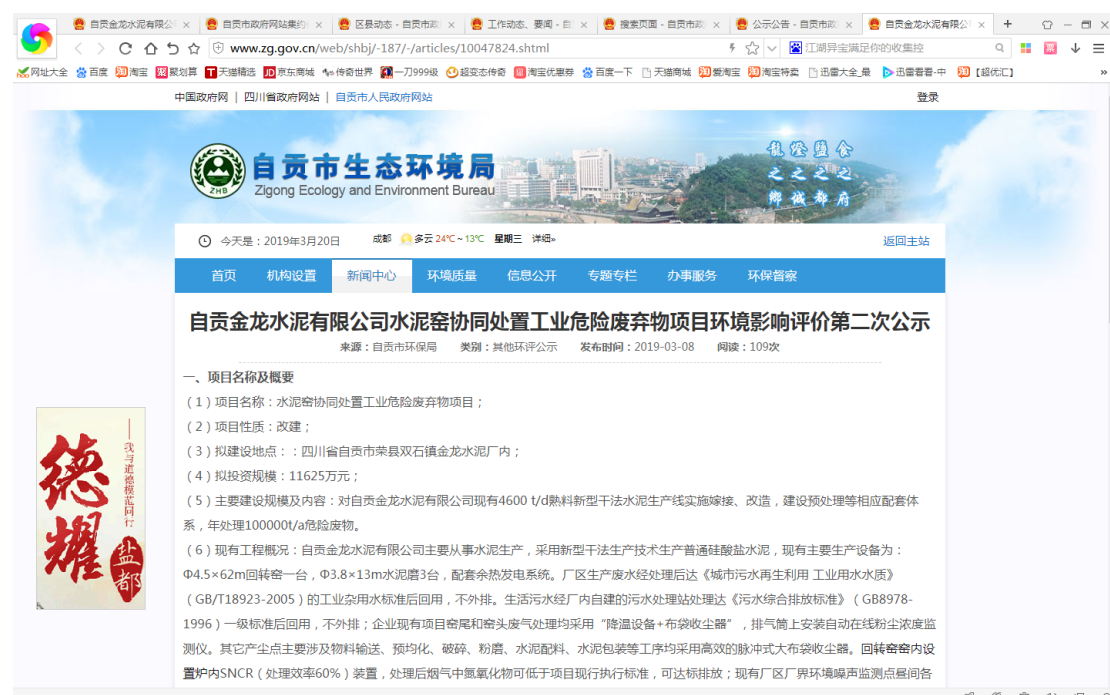 自贡金龙水泥有限公
自贡市政府网站集约
区县动态 - 自贡市政
工作动态、要闻 - 自
搜索页面 - 自贡市政
公示公告 - 自贡市政
自贡金龙水泥有限公
www.zg.gov.cn/web/shbj/-187/-/articles/10047824.shtml
江湖异宝满足你的收集控
票
网址大全 百度 淘宝 聚划算 天猫精选 京东商城 传奇世界 一刀999级 超变态传奇 淘宝优惠券 百度一下 天猫商城 爱淘宝 淘宝特卖 迅雷大全_最 迅雷看看-中 【超优汇】 »
中国政府网 | 四川省政府网站 | 自贡市人民政府网站 登录
ZHB
自贡市生态环境局
Zigong Ecology and Environment Bureau
龍燈鹽食
之之之之
鄉城都府
今天是：2019年3月20日 成都 多云 24℃~13℃ 星期三 详细» 返回主站
首页 机构设置 新闻中心 环境质量 信息公开 专题专栏 办事服务 环保督察
自贡金龙水泥有限公司水泥窑协同处置工业危险废弃物项目环境影响评价第二次公示
来源：自贡市环保局 类别：其他环评公示 发布时间：2019-03-08 阅读：109次
一、项目名称及概要
（1）项目名称：水泥窑协同处置工业危险废弃物项目；
（2）项目性质：改建；
（3）拟建设地点：：四川省自贡市荣县双石镇金龙水泥厂内；
（4）拟投资规模：11625万元；
（5）主要建设规模及内容：对自贡金龙水泥有限公司现有4600 t/d熟料新型干法水泥生产线实施嫁接、改造，建设预处理等相应配套体
系，年处理100000t/a危险废物。
（6）现有工程概况：自贡金龙水泥有限公司主要从事水泥生产，采用新型干法生产技术生产普通硅酸盐水泥，现有主要生产设备为：
Φ4.5×62m回转窑一台，Φ3.8×13m水泥磨3台，配套余热发电系统。厂区生产废水经处理后达《城市污水再生利用 工业用水水质》
（GB/T18923-2005）的工业杂用水标准后回用，不外排。生活污水经厂内自建的污水处理站处理达《污水综合排放标准》（GB8978-
1996）一级标准后回用，不外排；企业现有项目窑尾和窑头废气处理均采用“降温设备+布袋收尘器”，排气筒上安装自动在线粉尘浓度监
测仪。其它产尘点主要涉及物料输送、预均化、破碎、粉磨、水泥配料、水泥包装等工序均采用高效的脉冲式大布袋收尘器。回转窑窑内设
置炉内SNCR（处理效率60%）装置，处理后烟气中氮氧化物可低于项目现行执行标准，可达标排放；现有厂区厂界环境噪声监测点昼间各
德耀
——我与道德模范同行
盐都